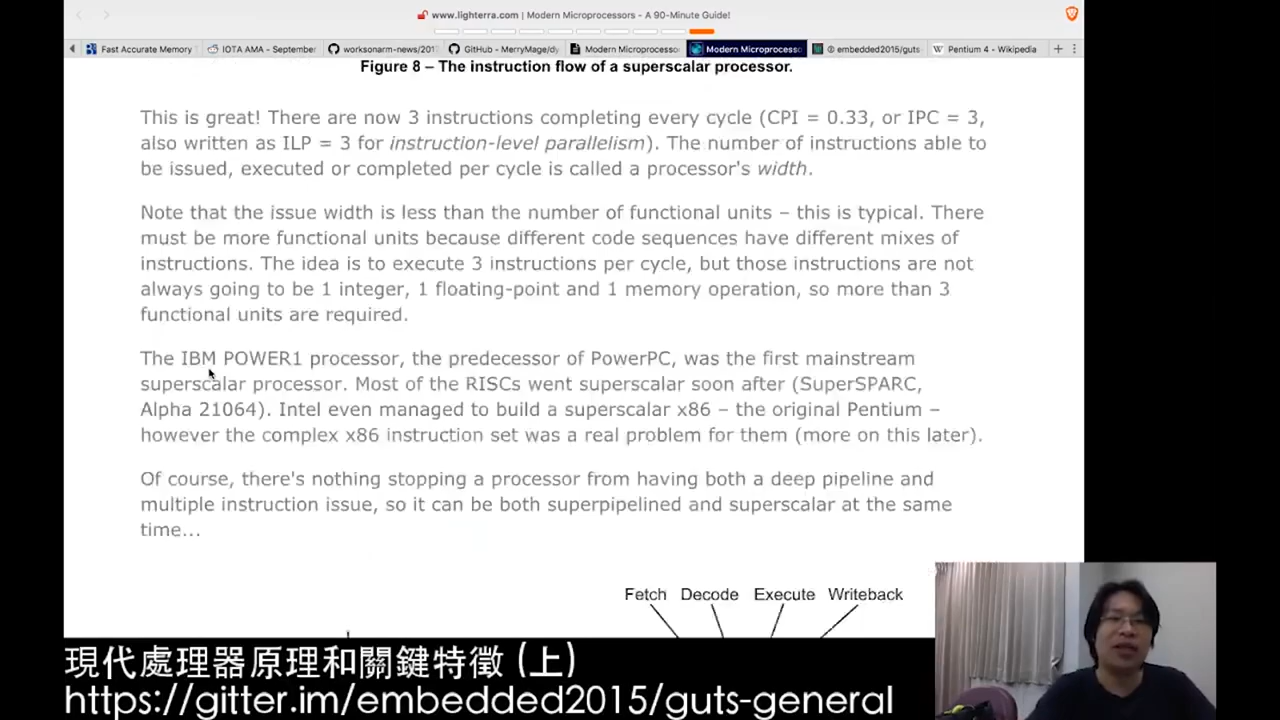 www.lighterra.com | Modern Microprocessors - A 90-Minute Guide!
Fast Accurate Memory
IOTA AMA - September
worksonarm-news/201
GitHub - MerryMage/dy
Modern Microprocesso
Modern Microprocesso
embedded2015/guts
Pentium 4 - Wikipedia
Figure 8 – The instruction flow of a superscalar processor.
This is great! There are now 3 instructions completing every cycle (CPI = 0.33, or IPC = 3,
also written as ILP = 3 for instruction-level parallelism). The number of instructions able to
be issued, executed or completed per cycle is called a processor's width.
Note that the issue width is less than the number of functional units – this is typical. There
must be more functional units because different code sequences have different mixes of
instructions. The idea is to execute 3 instructions per cycle, but those instructions are not
always going to be 1 integer, 1 floating-point and 1 memory operation, so more than 3
functional units are required.
The IBM POWER1 processor, the predecessor of PowerPC, was the first mainstream
superscalar processor. Most of the RISCs went superscalar soon after (SuperSPARC,
Alpha 21064). Intel even managed to build a superscalar x86 – the original Pentium –
however the complex x86 instruction set was a real problem for them (more on this later).
Of course, there's nothing stopping a processor from having both a deep pipeline and
multiple instruction issue, so it can be both superpipelined and superscalar at the same
time...
Fetch Decode Execute Writeback
現代處理器原理和關鍵特徵 (上)
https://gitter.im/embedded2015/guts-general